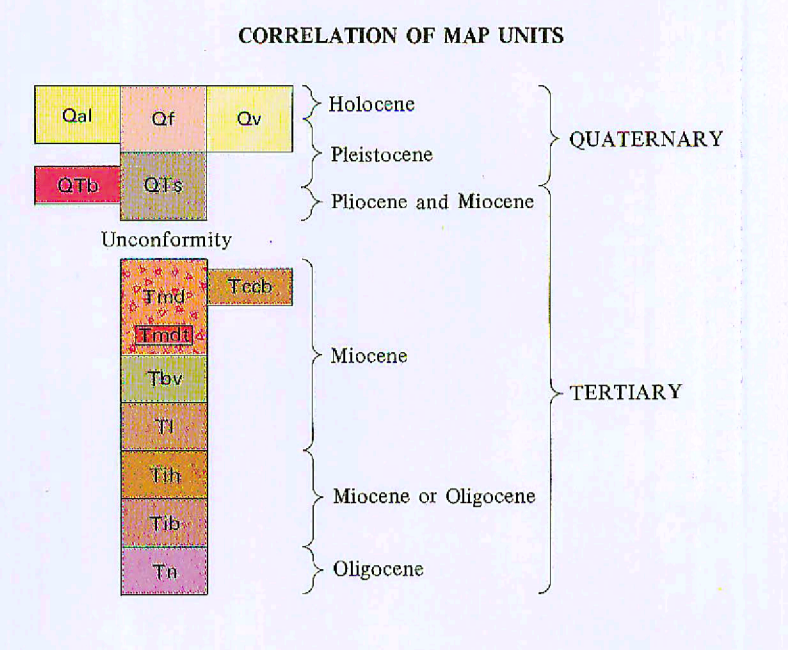 CORRELATION OF MAP UNITS
Qal Qf Qv
Holocene
QUATERNARY
Pleistocene
QTb QTs
Pliocene and Miocene
Unconformity
Tmd Tccb
Tmdt
Miocene
Tbv
TERTIARY
Tl
Tih
Miocene or Oligocene
Tib
Tn
Oligocene